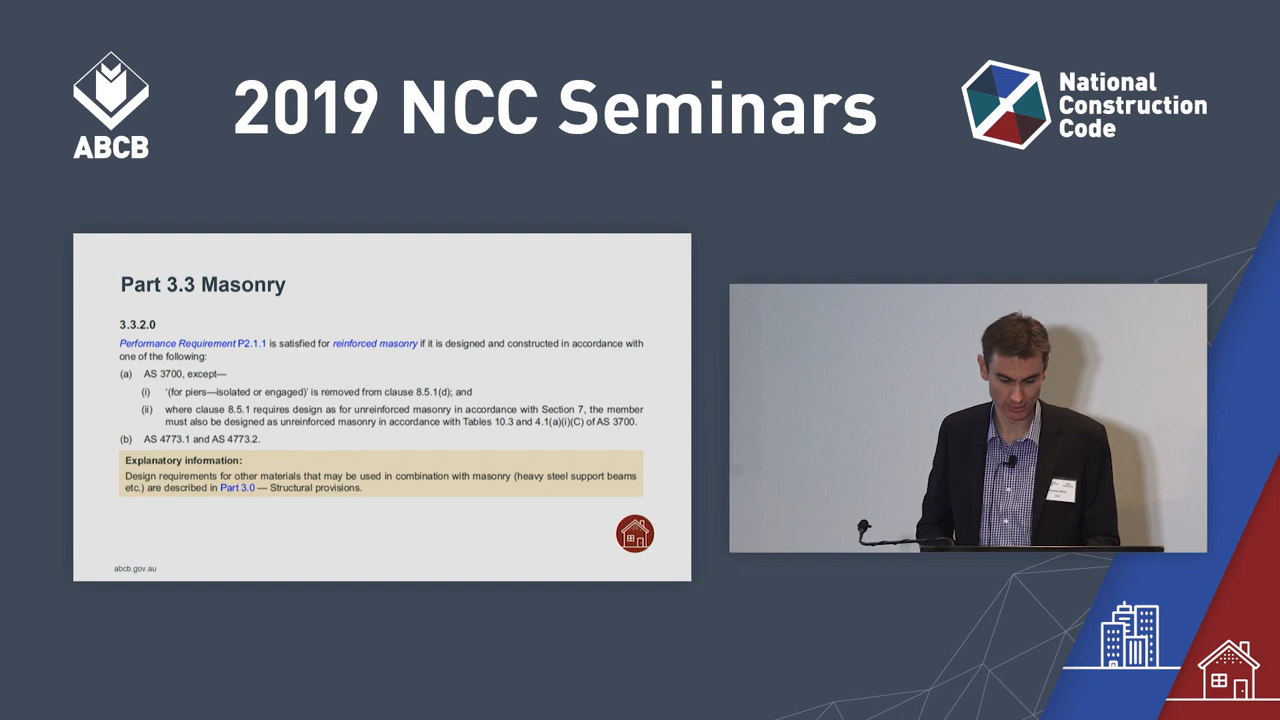 ABCB
2019 NCC Seminars
National
Construction
Code
Part 3.3 Masonry
3.3.2.0
Performance Requirement P2.1.1 is satisfied for reinforced masonry if it is designed and constructed in accordance with
one of the following:
(a) AS 3700, except—
(i) '(for piers—isolated or engaged)' is removed from clause 8.5.1(d); and
(ii) where clause 8.5.1 requires design as for unreinforced masonry in accordance with Section 7, the member
must also be designed as unreinforced masonry in accordance with Tables 10.3 and 4.1(a)(i)(C) of AS 3700.
(b) AS 4773.1 and AS 4773.2.
Explanatory information:
Design requirements for other materials that may be used in combination with masonry (heavy steel support beams
etc.) are described in Part 3.0 — Structural provisions.
abcb.gov.au